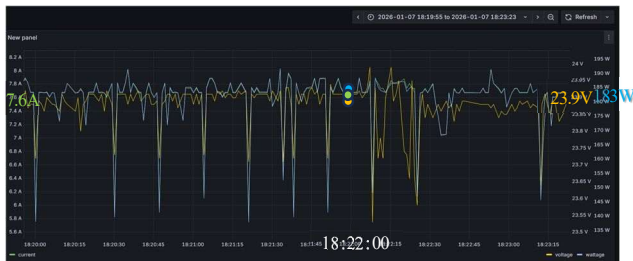 2026-01-07 18:19:55 to 2026-01-07 18:23:23
Refresh
New panel
8.2 A
8 A
7.8 A
7.6A
7.4 A
7.2 A
7 A
6.8 A
6.6 A
6.4 A
6.2 A
6 A
5.8 A
5.6 A
24 V
23.95 V
23.9V
23.85 V
23.8 V
23.75 V
23.7 V
23.65 V
23.6 V
23.55 V
23.5 V
195 W
190 W
185 W
183W
175 W
170 W
165 W
160 W
155 W
150 W
145 W
140 W
135 W
18:20:00 18:20:15 18:20:30 18:20:45 18:21:00 18:21:15 18:21:30 18:21:45 18:22:00 18:22:15 18:22:30 18:22:45 18:23:00 18:23:15
current voltage wattage